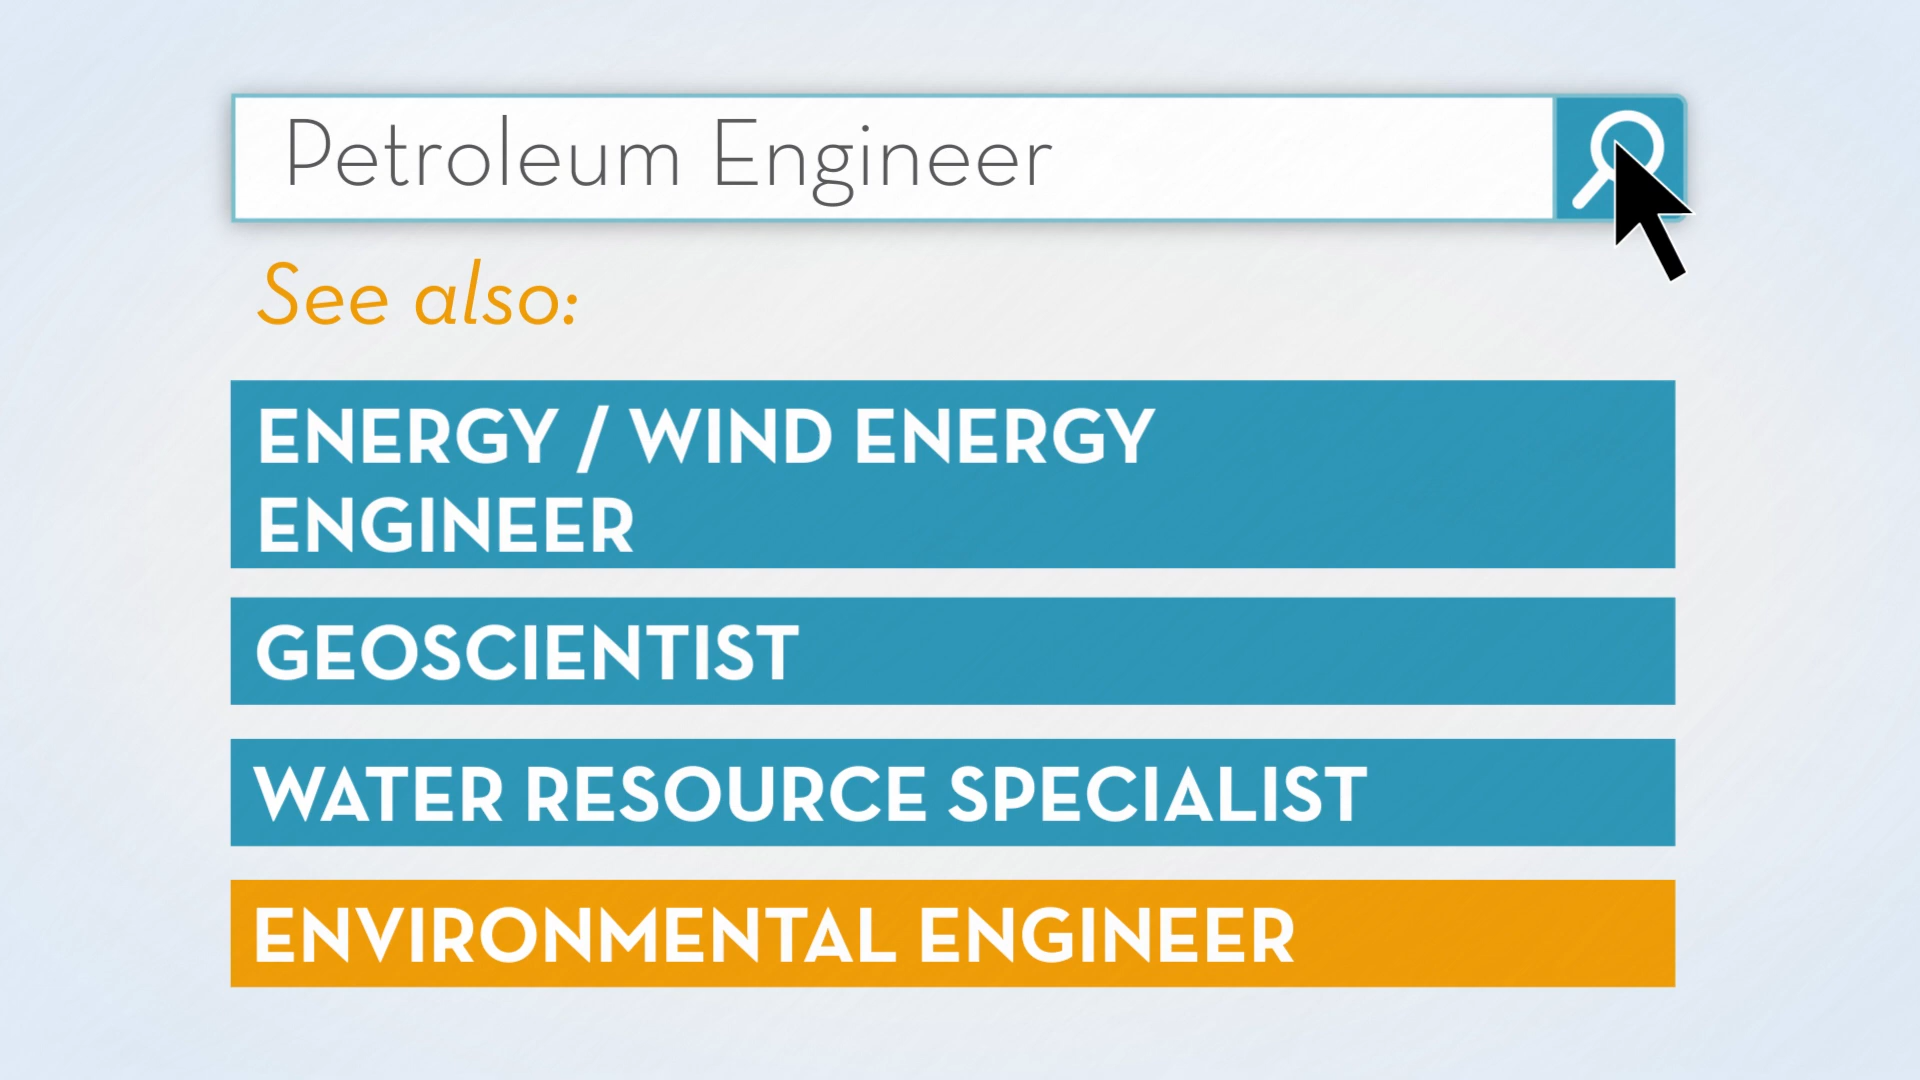 Petroleum Engineer
See also:
ENERGY / WIND ENERGY
ENGINEER
GEOSCIENTIST
WATER RESOURCE SPECIALIST
ENVIRONMENTAL ENGINEER